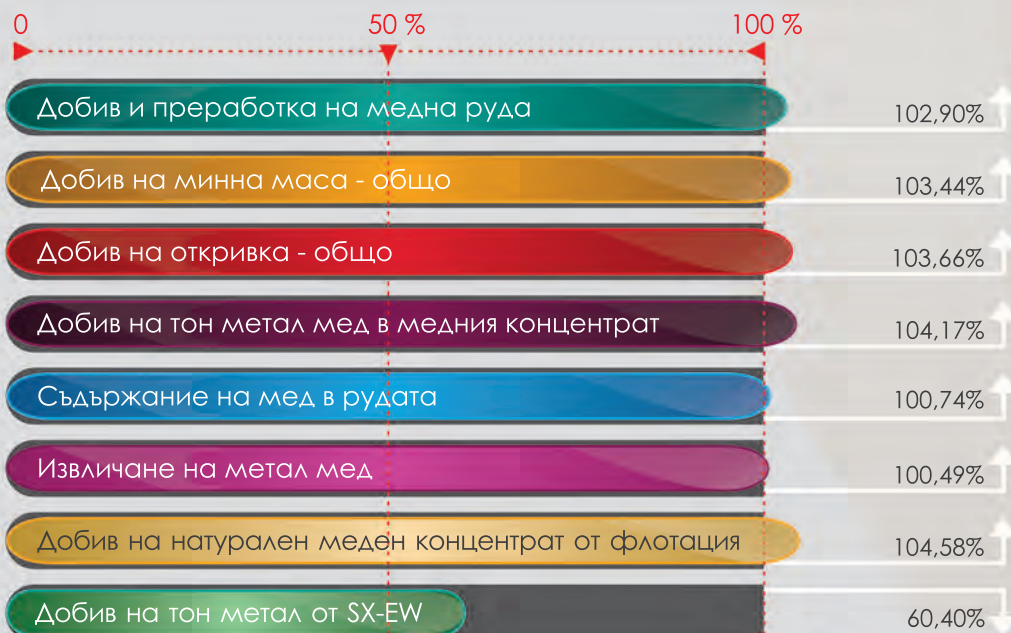 0 50 % 100 %
Добив и преработка на медна руда 102,90%
Добив на минна маса - общо 103,44%
Добив на откривка - общо 103,66%
Добив на тон метал мед в медния концентрат 104,17%
Съдържание на мед в рудата 100,74%
Извличане на метал мед 100,49%
Добив на натурален меден концентрат от флотация 104,58%
Добив на тон метал от SX-EW 60,40%